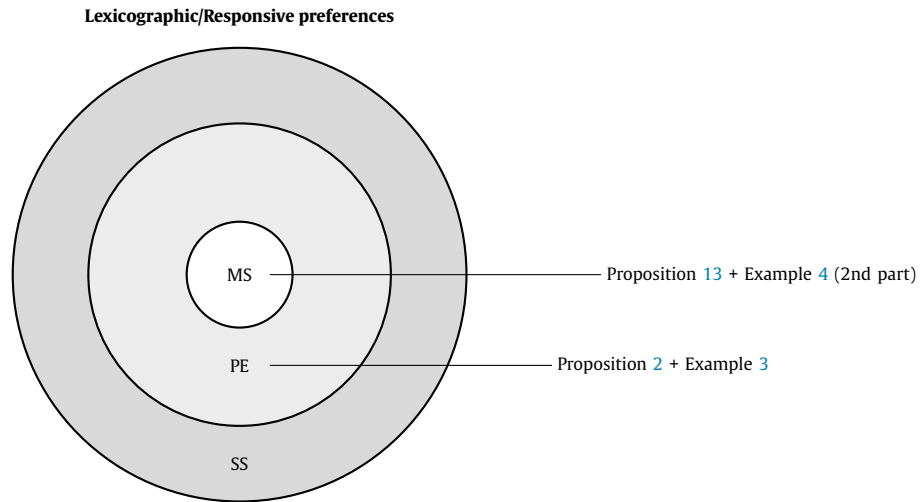 Lexicographic/Responsive preferences
MS
Proposition 13 + Example 4 (2nd part)
PE
Proposition 2 + Example 3
SS